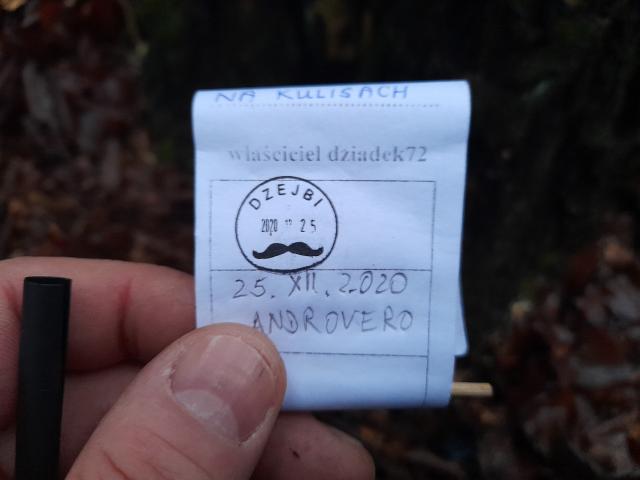 NA KULISACH
właściciel dziadek72
DZEJBI
2020 12 25
25. XII. 2020
ANDROVERO